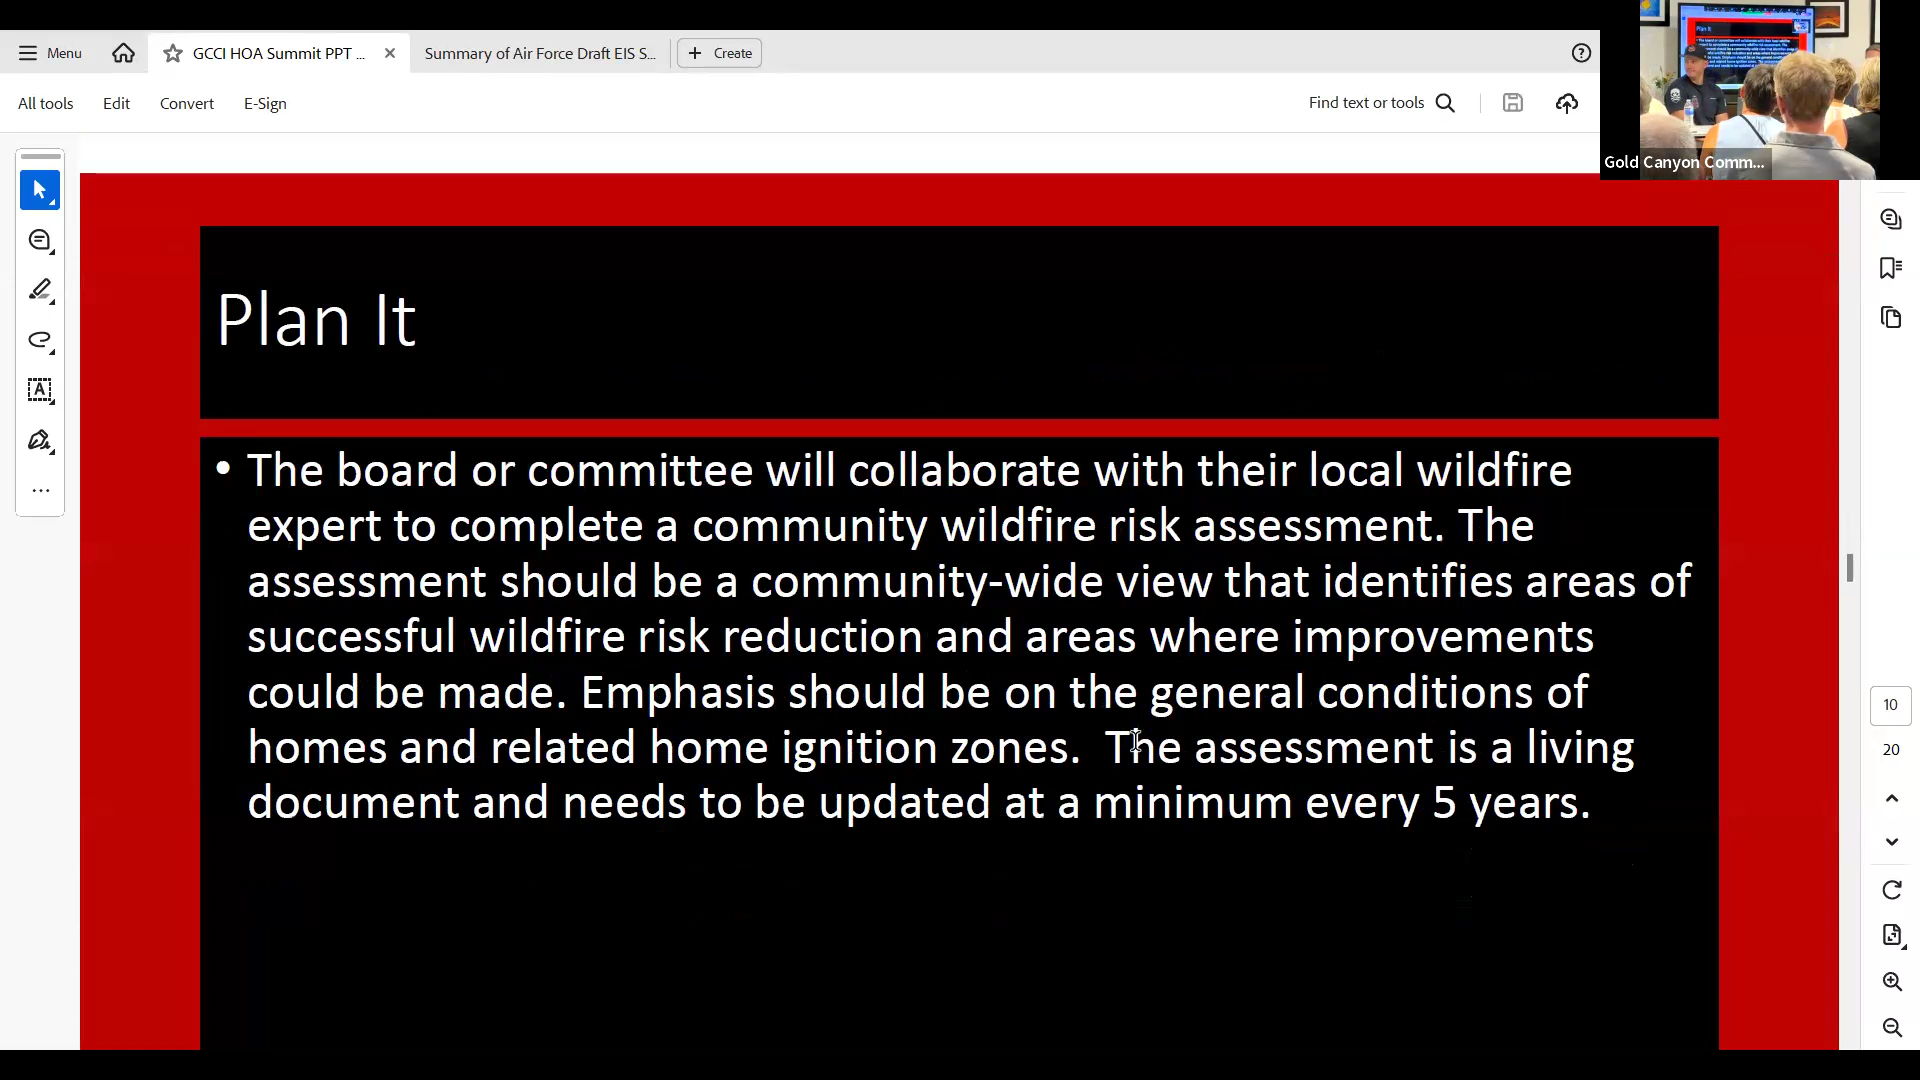 Menu
GCCI HOA Summit PPT ...
Summary of Air Force Draft EIS S...
Create
All tools
Edit
Convert
E-Sign
Find text or tools
Gold Canyon Comm...
Plan It
• The board or committee will collaborate with their local wildfire
expert to complete a community wildfire risk assessment. The
assessment should be a community-wide view that identifies areas of
successful wildfire risk reduction and areas where improvements
could be made. Emphasis should be on the general conditions of
homes and related home ignition zones.  The assessment is a living
document and needs to be updated at a minimum every 5 years.
10
20